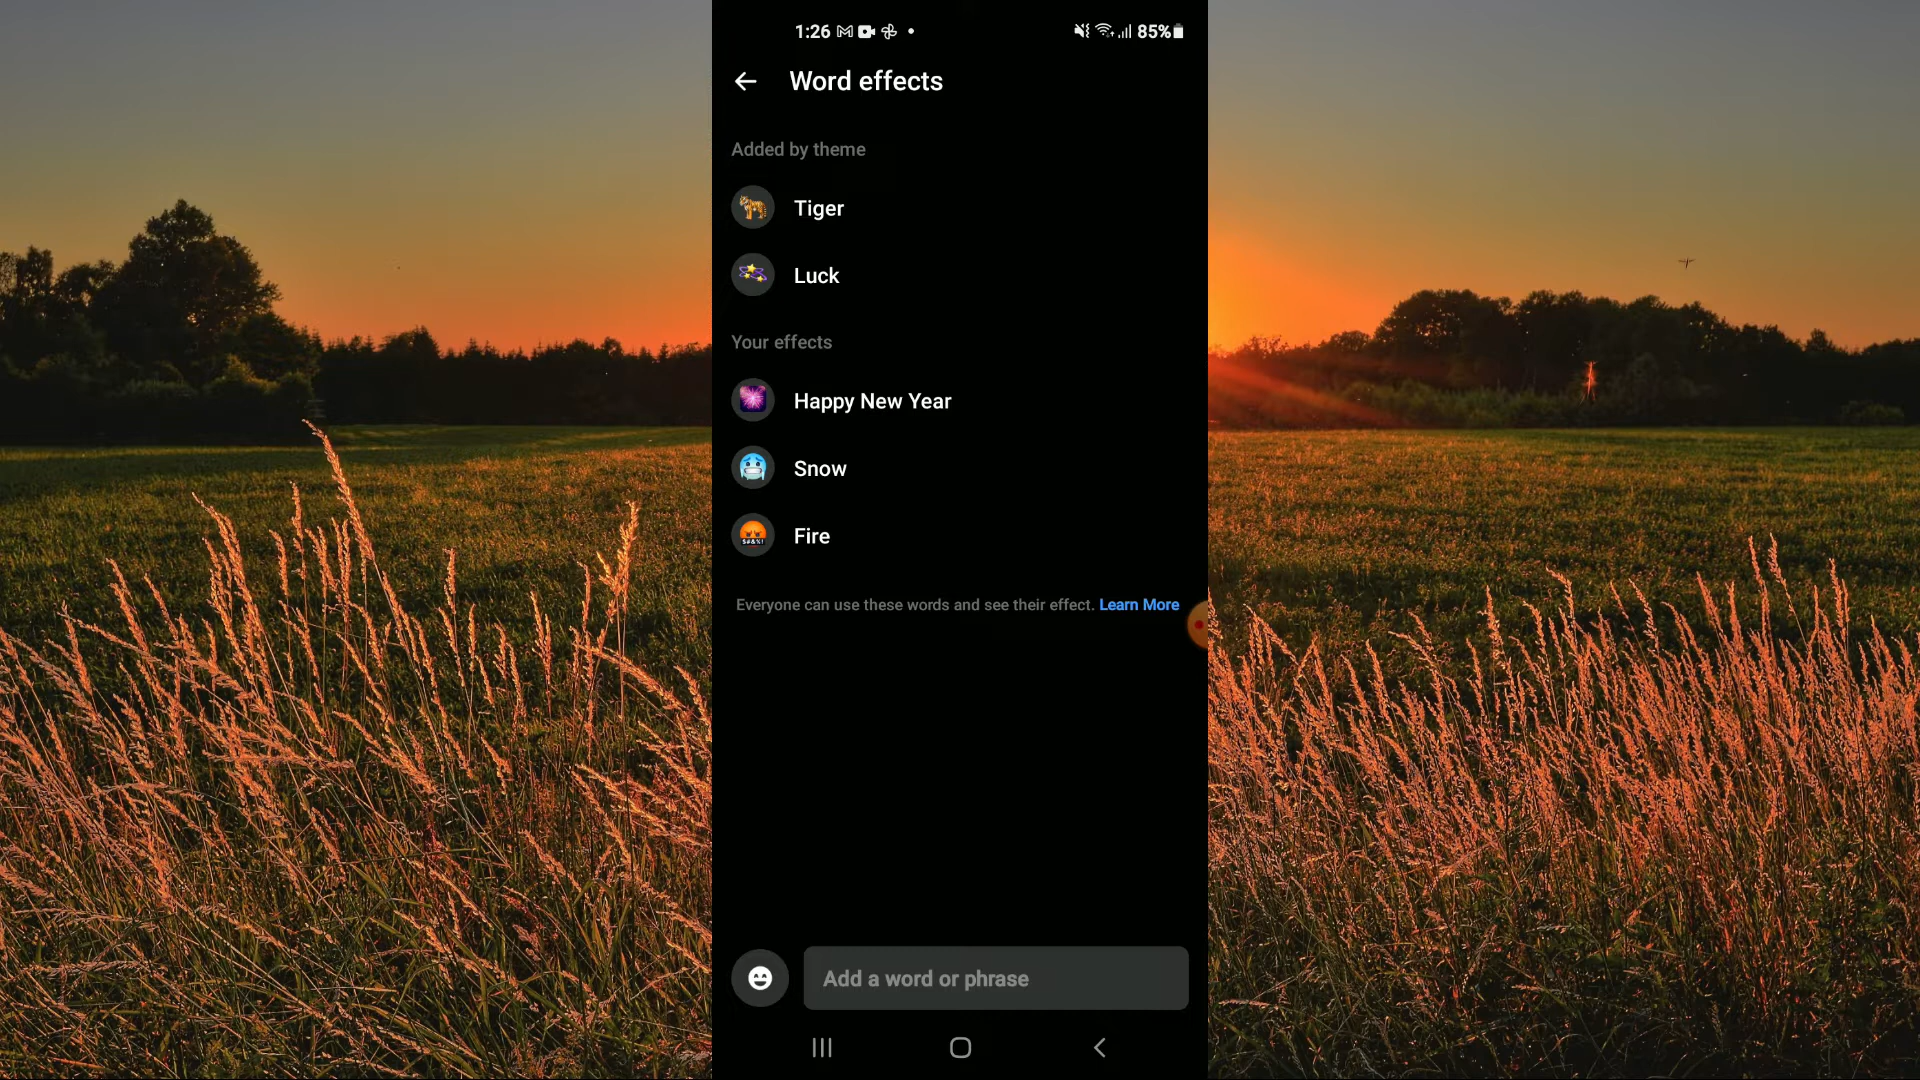 1:26 85%
Word effects
Added by theme
Tiger
Luck
Your effects
Happy New Year
Snow
Fire
Everyone can use these words and see their effect. Learn More
Add a word or phrase